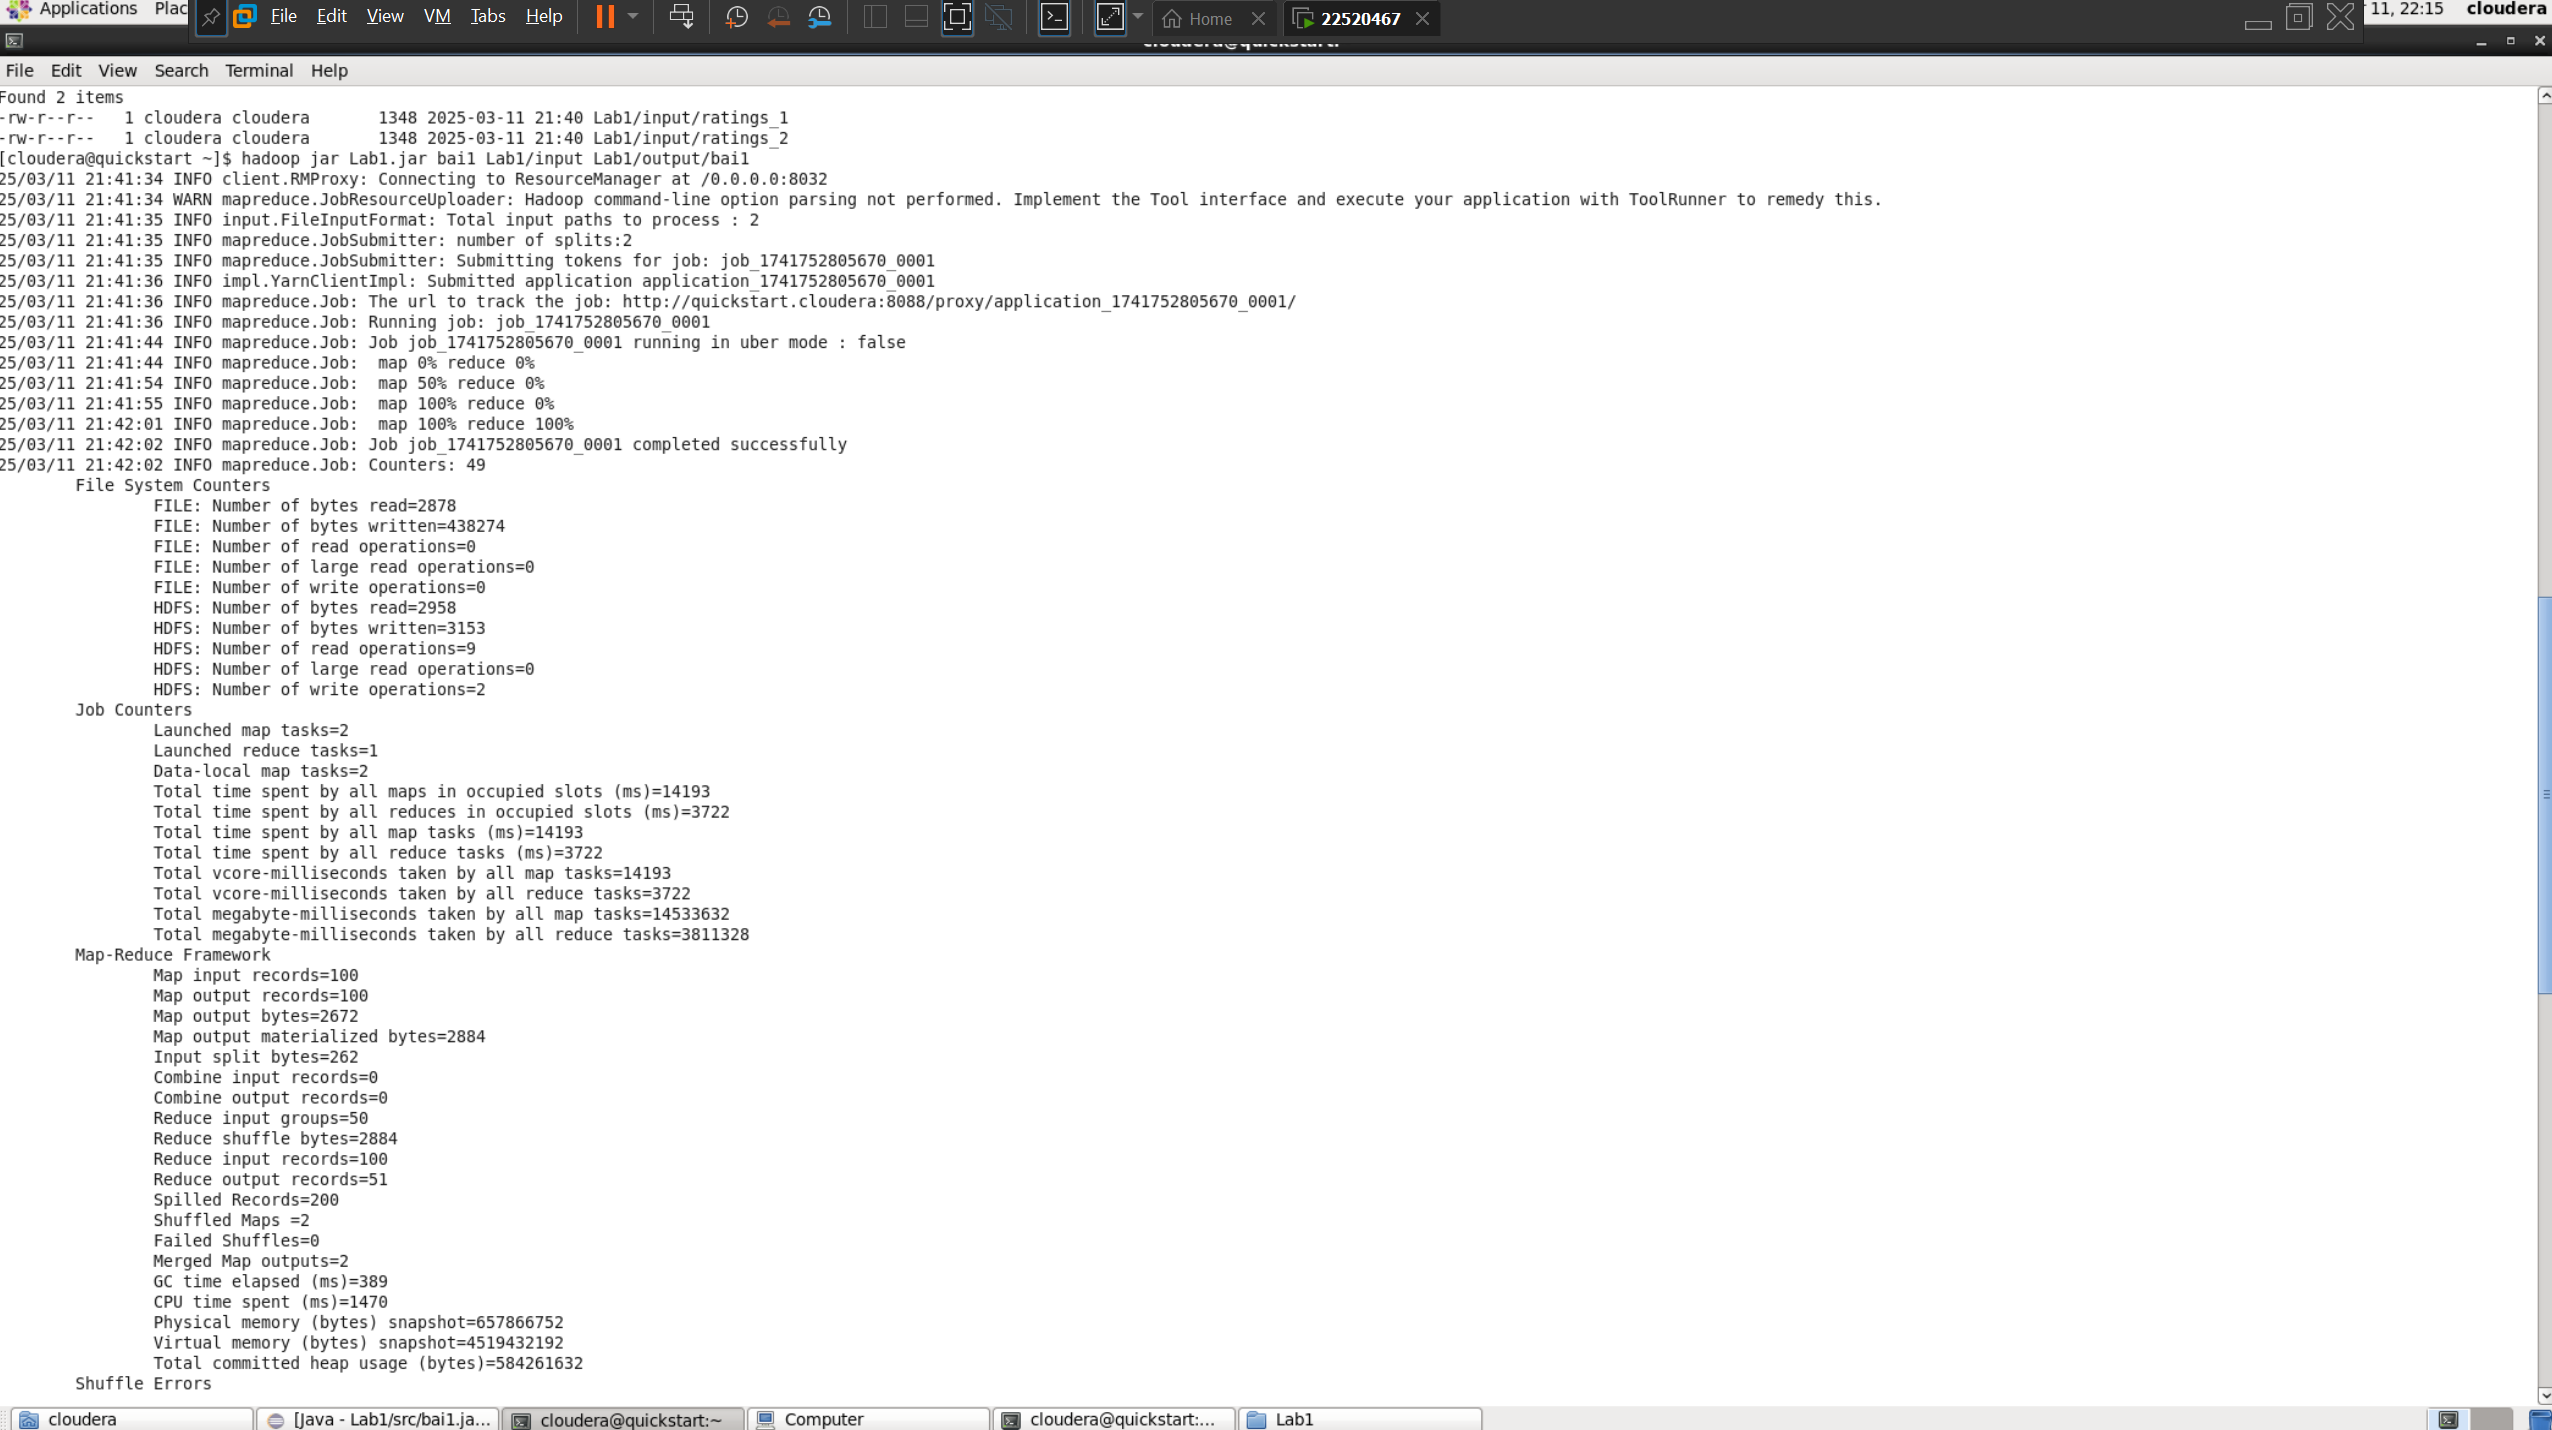 Applications Plac
File Edit View VM Tabs Help
Home
22520467
11, 22:15 cloudera
File Edit View Search Terminal Help
Found 2 items
-rw-r--r--   1 cloudera cloudera       1348 2025-03-11 21:40 Lab1/input/ratings_1
-rw-r--r--   1 cloudera cloudera       1348 2025-03-11 21:40 Lab1/input/ratings_2
[cloudera@quickstart ~]$ hadoop jar Lab1.jar bai1 Lab1/input Lab1/output/bai1
25/03/11 21:41:34 INFO client.RMProxy: Connecting to ResourceManager at /0.0.0.0:8032
25/03/11 21:41:34 WARN mapreduce.JobResourceUploader: Hadoop command-line option parsing not performed. Implement the Tool interface and execute your application with ToolRunner to remedy this.
25/03/11 21:41:35 INFO input.FileInputFormat: Total input paths to process : 2
25/03/11 21:41:35 INFO mapreduce.JobSubmitter: number of splits:2
25/03/11 21:41:35 INFO mapreduce.JobSubmitter: Submitting tokens for job: job_1741752805670_0001
25/03/11 21:41:36 INFO impl.YarnClientImpl: Submitted application application_1741752805670_0001
25/03/11 21:41:36 INFO mapreduce.Job: The url to track the job: http://quickstart.cloudera:8088/proxy/application_1741752805670_0001/
25/03/11 21:41:36 INFO mapreduce.Job: Running job: job_1741752805670_0001
25/03/11 21:41:44 INFO mapreduce.Job: Job job_1741752805670_0001 running in uber mode : false
25/03/11 21:41:44 INFO mapreduce.Job:  map 0% reduce 0%
25/03/11 21:41:54 INFO mapreduce.Job:  map 50% reduce 0%
25/03/11 21:41:55 INFO mapreduce.Job:  map 100% reduce 0%
25/03/11 21:42:01 INFO mapreduce.Job:  map 100% reduce 100%
25/03/11 21:42:02 INFO mapreduce.Job: Job job_1741752805670_0001 completed successfully
25/03/11 21:42:02 INFO mapreduce.Job: Counters: 49
File System Counters
FILE: Number of bytes read=2878
FILE: Number of bytes written=438274
FILE: Number of read operations=0
FILE: Number of large read operations=0
FILE: Number of write operations=0
HDFS: Number of bytes read=2958
HDFS: Number of bytes written=3153
HDFS: Number of read operations=9
HDFS: Number of large read operations=0
HDFS: Number of write operations=2
Job Counters
Launched map tasks=2
Launched reduce tasks=1
Data-local map tasks=2
Total time spent by all maps in occupied slots (ms)=14193
Total time spent by all reduces in occupied slots (ms)=3722
Total time spent by all map tasks (ms)=14193
Total time spent by all reduce tasks (ms)=3722
Total vcore-milliseconds taken by all map tasks=14193
Total vcore-milliseconds taken by all reduce tasks=3722
Total megabyte-milliseconds taken by all map tasks=14533632
Total megabyte-milliseconds taken by all reduce tasks=3811328
Map-Reduce Framework
Map input records=100
Map output records=100
Map output bytes=2672
Map output materialized bytes=2884
Input split bytes=262
Combine input records=0
Combine output records=0
Reduce input groups=50
Reduce shuffle bytes=2884
Reduce input records=100
Reduce output records=51
Spilled Records=200
Shuffled Maps =2
Failed Shuffles=0
Merged Map outputs=2
GC time elapsed (ms)=389
CPU time spent (ms)=1470
Physical memory (bytes) snapshot=657866752
Virtual memory (bytes) snapshot=4519432192
Total committed heap usage (bytes)=584261632
Shuffle Errors
cloudera
[Java - Lab1/src/bai1.ja...
cloudera@quickstart:~
Computer
cloudera@quickstart:...
Lab1